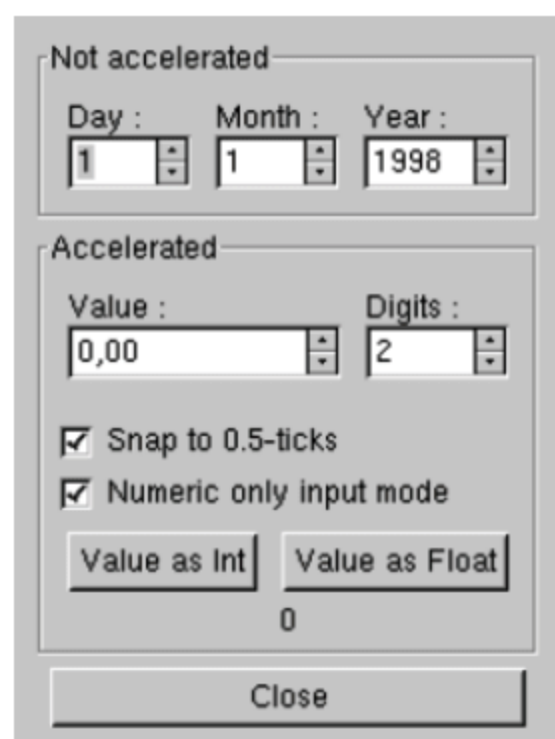 Not accelerated
Day : Month : Year :
1 1 1998
Accelerated
Value : Digits :
0,00 2
Snap to 0.5-ticks
Numeric only input mode
Value as Int Value as Float
0
Close